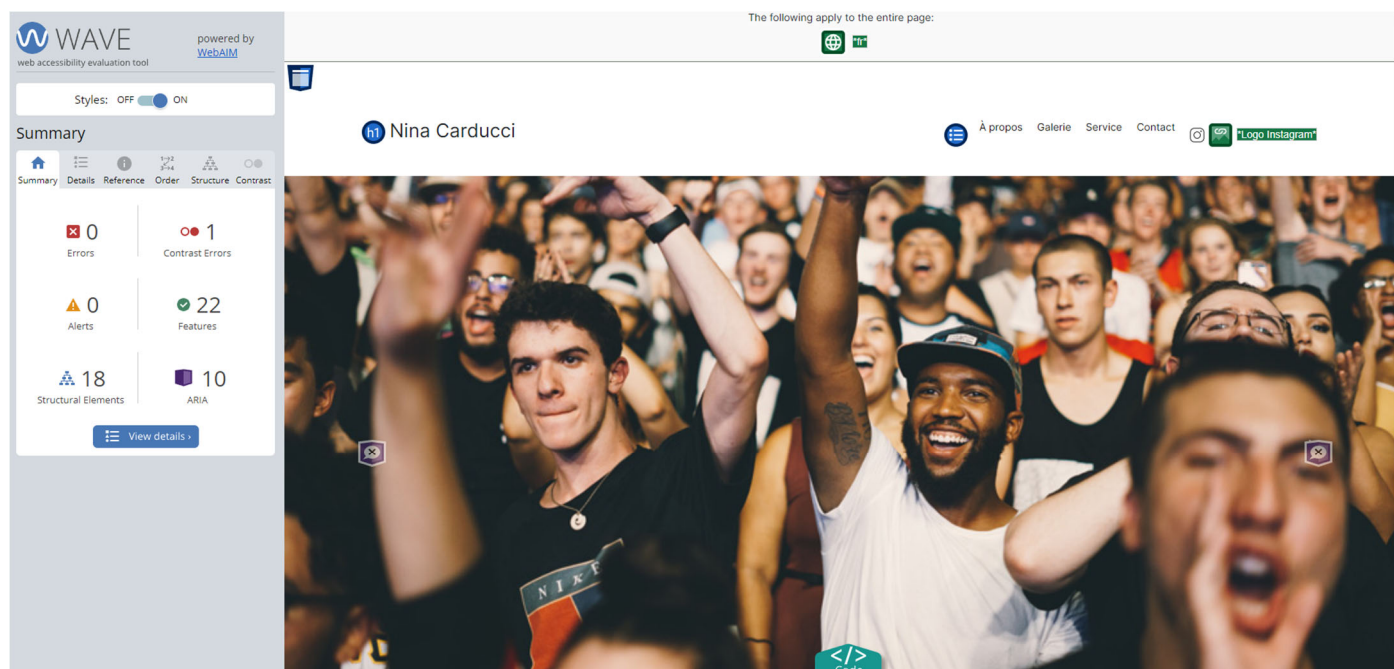 The following apply to the entire page:
*fr*
WAVE
web accessibility evaluation tool
powered by
WebAIM
Styles: OFF ON
Summary
Summary Details Reference Order Structure Contrast
0 1
Errors Contrast Errors
0 22
Alerts Features
18 10
Structural Elements ARIA
View details ›
h1 Nina Carducci
À propos Galerie Service Contact *Logo Instagram*
NIKE
</>
Code